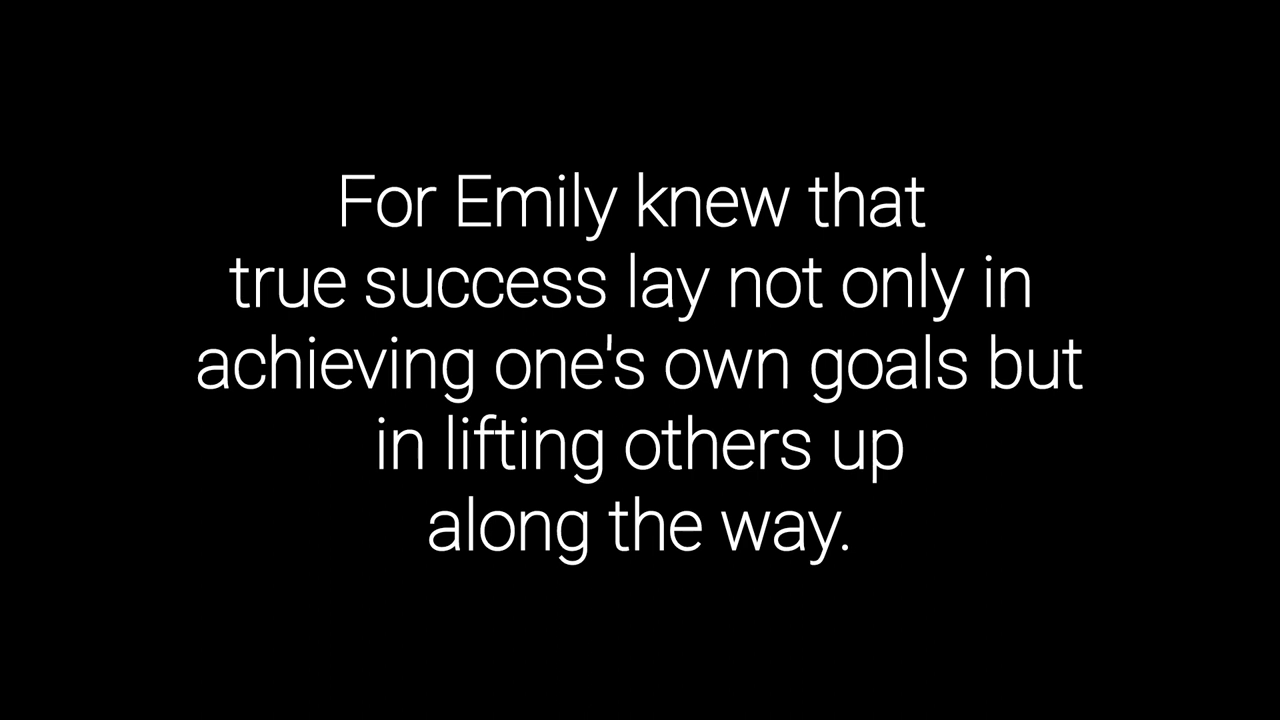 For Emily knew that
true success lay not only in
achieving one's own goals but
in lifting others up
along the way.